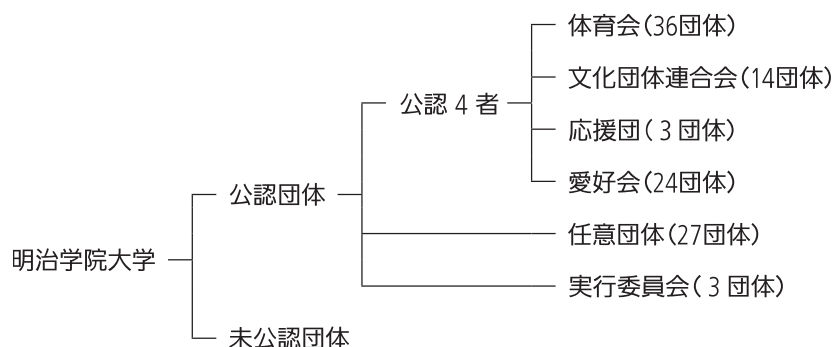 体育会（36団体）
文化団体連合会（14団体）
公認 4 者
応援団（ 3 団体）
愛好会（24団体）
公認団体
任意団体（27団体）
明治学院大学
実行委員会（ 3 団体）
未公認団体